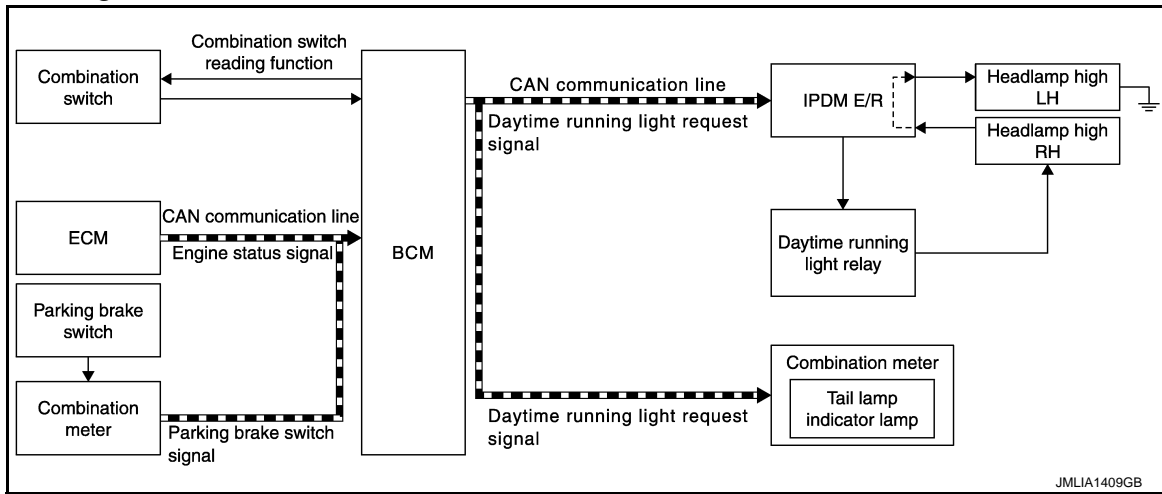 Combination switch
reading function
Combination
switch
BCM
CAN communication line
Daytime running light request
signal
IPDM E/R
Headlamp high
LH
Headlamp high
RH
ECM
CAN communication line
Engine status signal
Daytime running
light relay
Parking brake
switch
Combination
meter
Parking brake switch
signal
Daytime running light request
signal
Combination meter
Tail lamp
indicator lamp
JMLIA1409GB